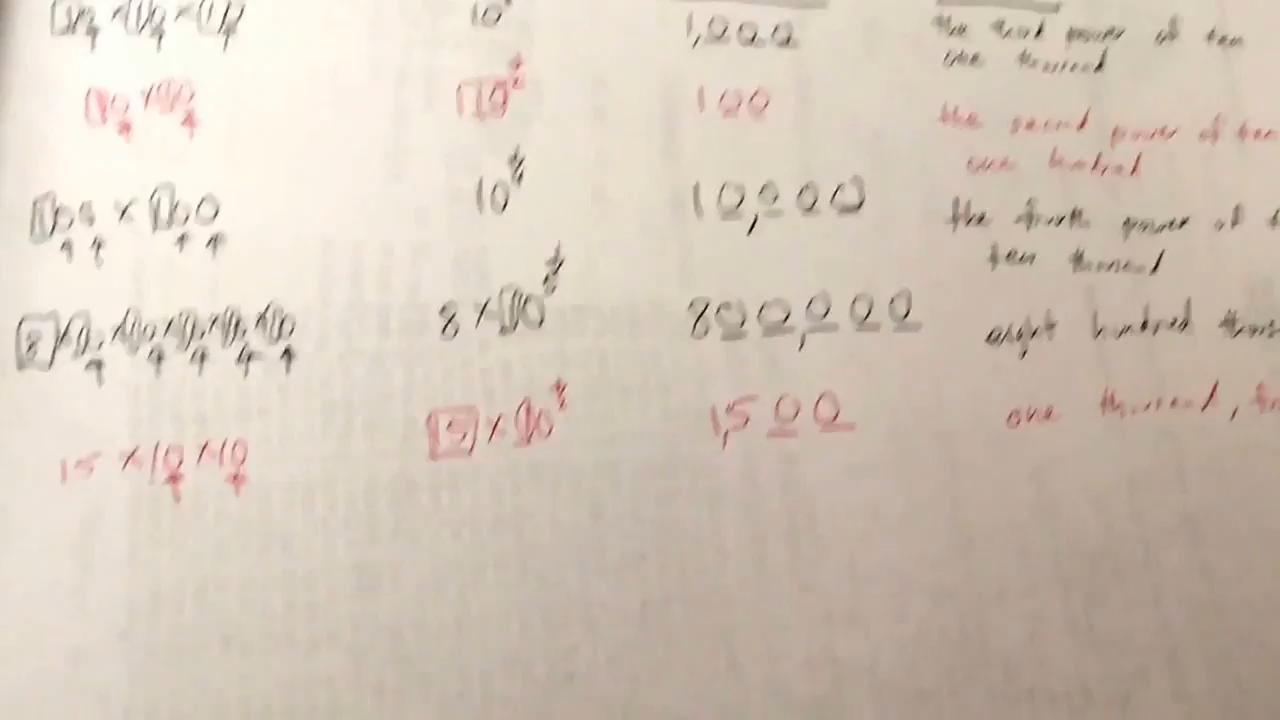 10 × 10 × 10 10³ 1,000 the third power of ten
one thousand
10 × 10 10² 100 the second power of ten
one hundred
100 × 100 10⁴ 10,000 the fourth power of
ten thousand
8 × 10 × 10 × 10 × 10 × 10 8 × 10⁵ 800,000 eight hundred
15 × 10 × 10 15 × 10² 1,500 one thousand,